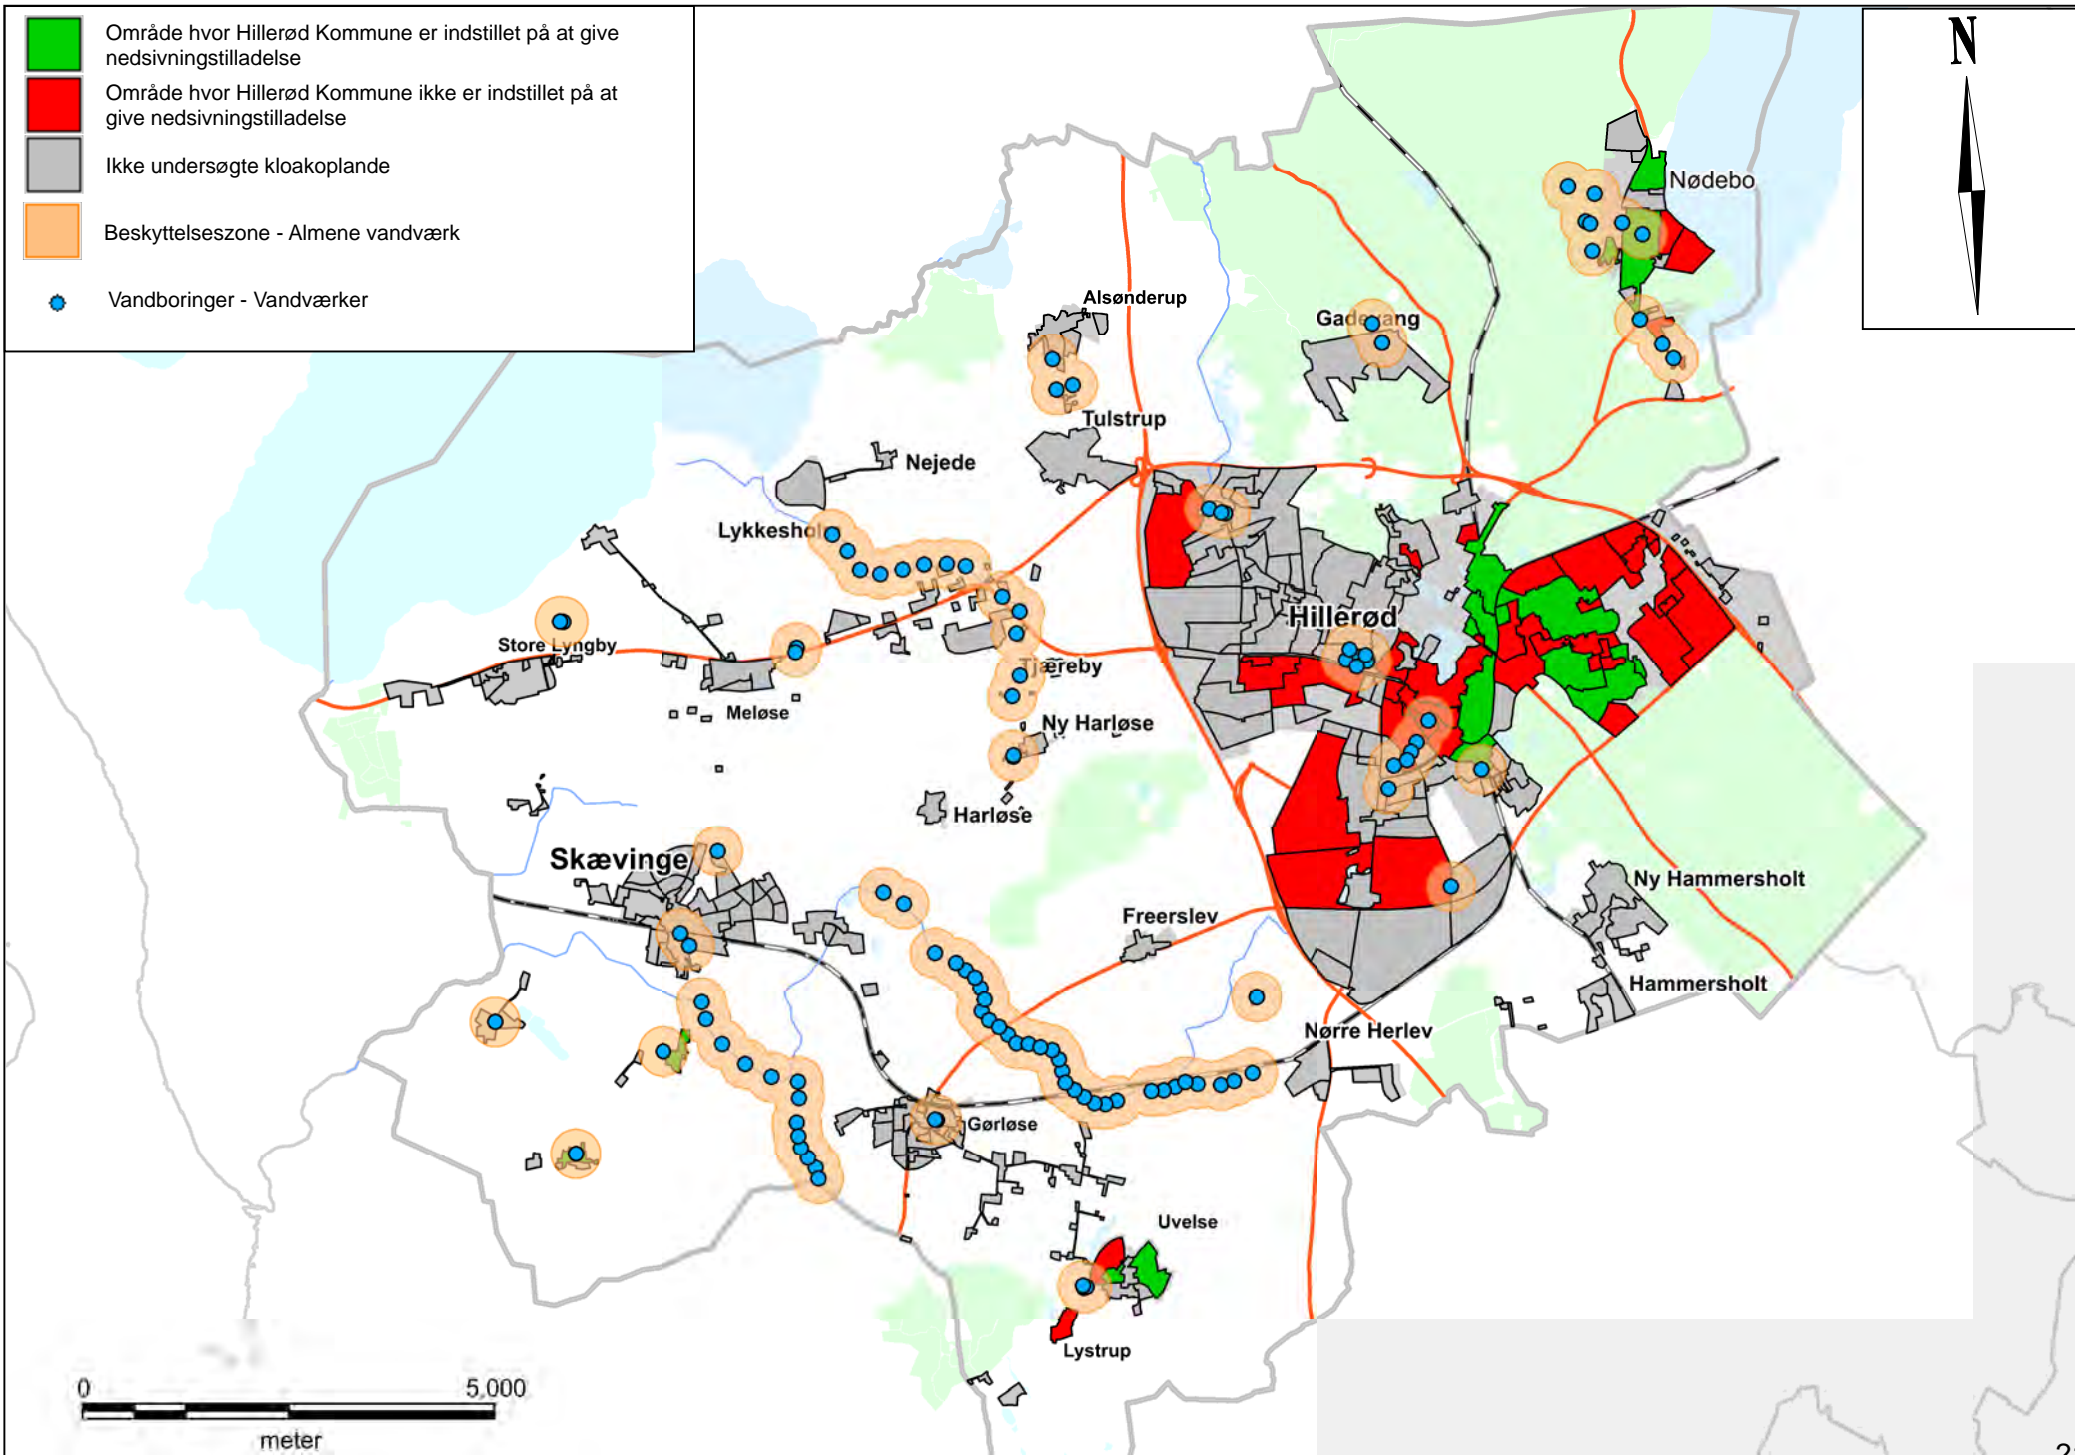 Område hvor Hillerød Kommune er indstillet på at give
nedsivningstilladelse
Område hvor Hillerød Kommune ikke er indstillet på at
give nedsivningstilladelse
Ikke undersøgte kloakoplande
Beskyttelseszone - Almene vandværk
Vandboringer - Vandværker
N
Nødebo
Alsønderup
Gadevang
Tulstrup
Nejede
Lykkesholm
Hillerød
Store Lyngby
Tjæreby
Meløse
Ny Harløse
Harløse
Skævinge
Ny Hammersholt
Freerslev
Hammersholt
Nørre Herlev
Gørløse
Uvelse
Lystrup
0 5.000
meter